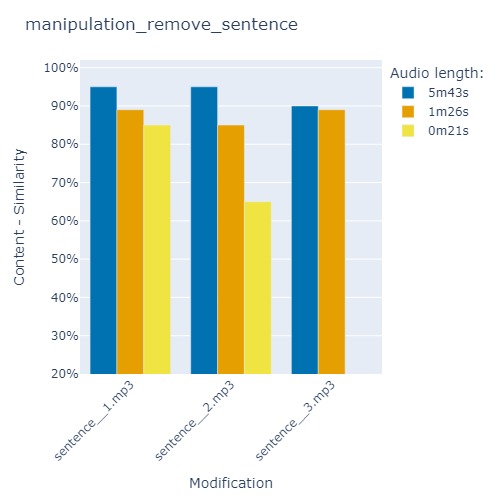 manipulation_remove_sentence
Audio length:
5m43s
1m26s
0m21s
Content - Similarity
100%
90%
80%
70%
60%
50%
40%
30%
20%
sentence__1.mp3
sentence__2.mp3
sentence__3.mp3
Modification